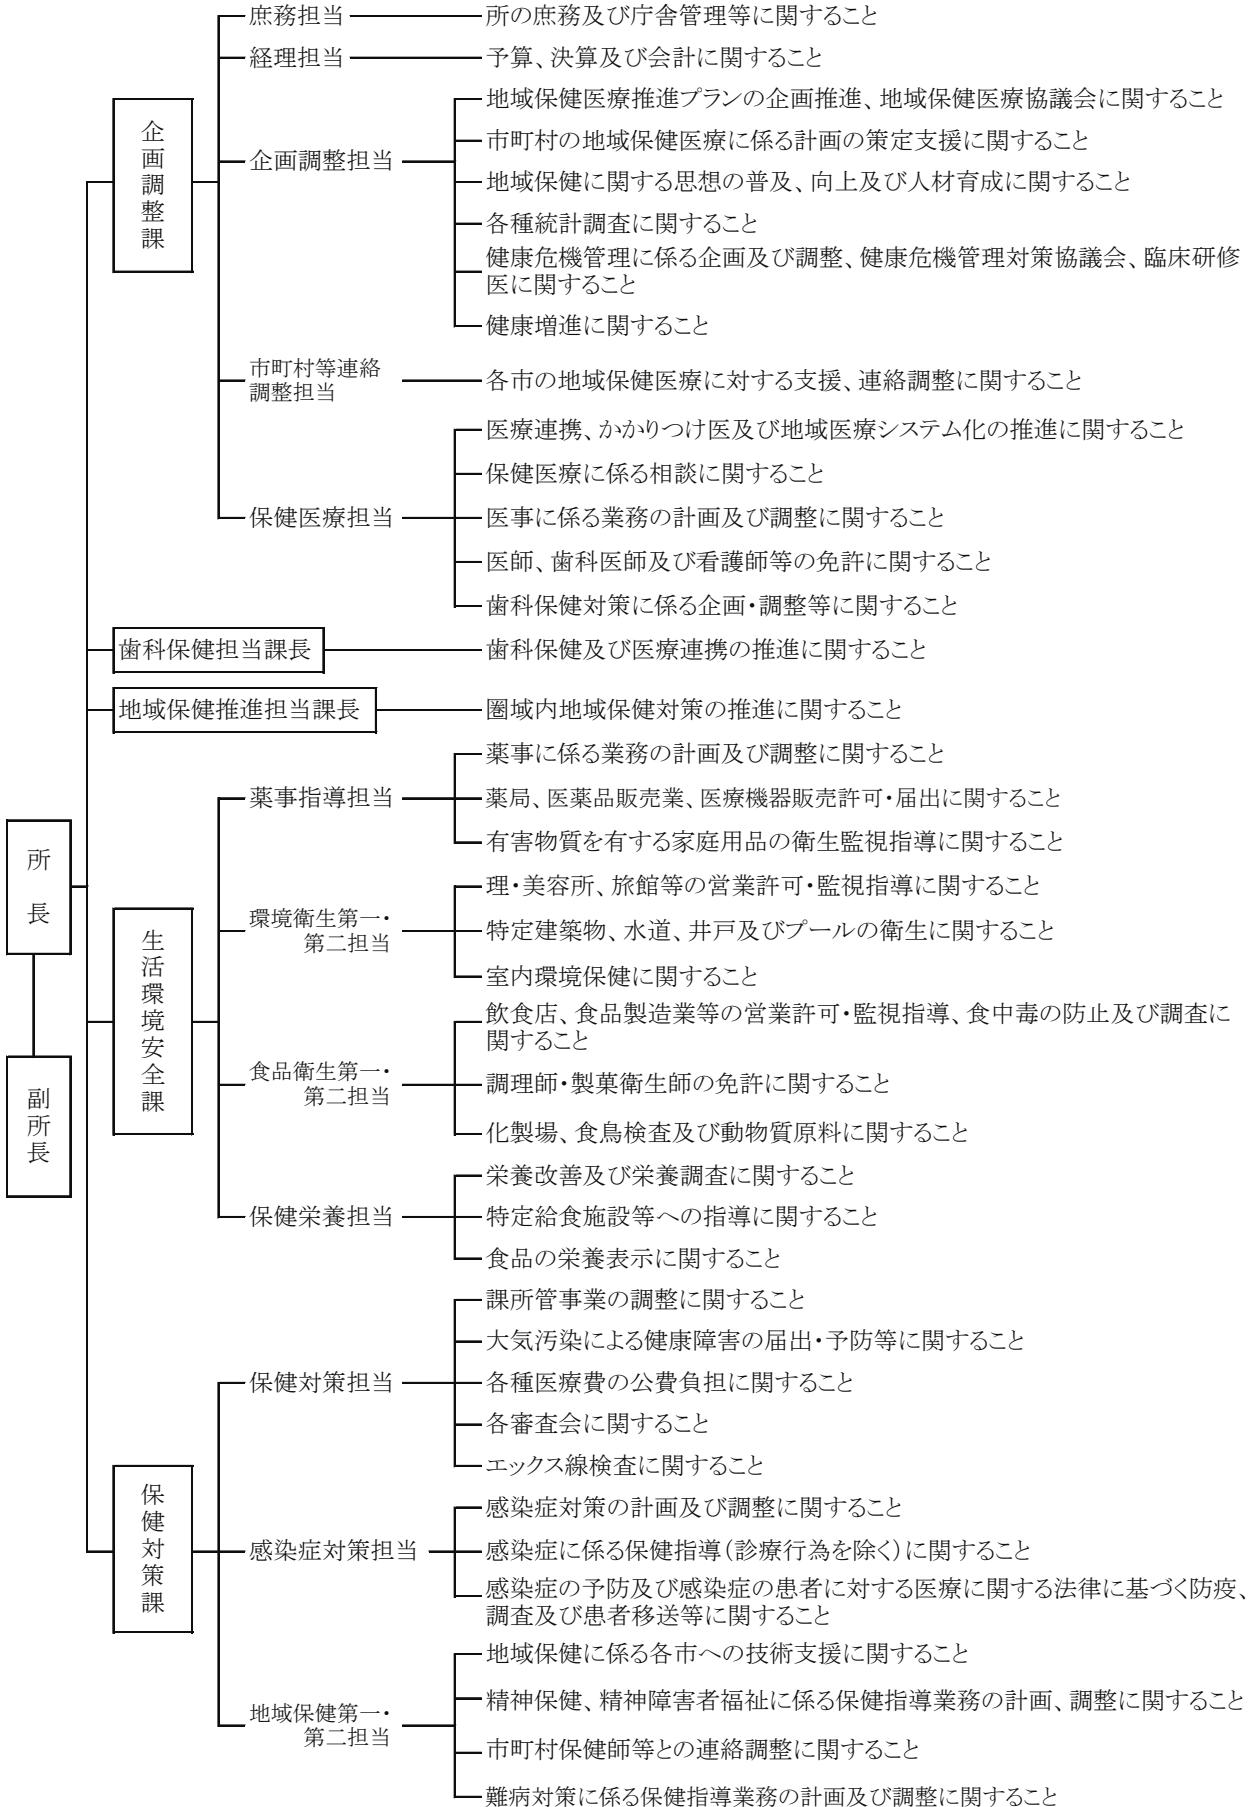 庶務担当
所の庶務及び庁舎管理等に関すること
経理担当
予算、決算及び会計に関すること
企画調整課
企画調整担当
地域保健医療推進プランの企画推進、地域保健医療協議会に関すること
市町村の地域保健医療に係る計画の策定支援に関すること
地域保健に関する思想の普及、向上及び人材育成に関すること
各種統計調査に関すること
健康危機管理に係る企画及び調整、健康危機管理対策協議会、臨床研修
医に関すること
健康増進に関すること
市町村等連絡
調整担当
各市の地域保健医療に対する支援、連絡調整に関すること
保健医療担当
医療連携、かかりつけ医及び地域医療システム化の推進に関すること
保健医療に係る相談に関すること
医事に係る業務の計画及び調整に関すること
医師、歯科医師及び看護師等の免許に関すること
歯科保健対策に係る企画・調整等に関すること
歯科保健担当課長
歯科保健及び医療連携の推進に関すること
地域保健推進担当課長
圏域内地域保健対策の推進に関すること
所長
副所長
生活環境安全課
薬事指導担当
薬事に係る業務の計画及び調整に関すること
薬局、医薬品販売業、医療機器販売許可・届出に関すること
有害物質を有する家庭用品の衛生監視指導に関すること
環境衛生第一・
第二担当
理・美容所、旅館等の営業許可・監視指導に関すること
特定建築物、水道、井戸及びプールの衛生に関すること
室内環境保健に関すること
食品衛生第一・
第二担当
飲食店、食品製造業等の営業許可・監視指導、食中毒の防止及び調査に
関すること
調理師・製菓衛生師の免許に関すること
化製場、食鳥検査及び動物質原料に関すること
保健栄養担当
栄養改善及び栄養調査に関すること
特定給食施設等への指導に関すること
食品の栄養表示に関すること
保健対策課
保健対策担当
課所管事業の調整に関すること
大気汚染による健康障害の届出・予防等に関すること
各種医療費の公費負担に関すること
各審査会に関すること
エックス線検査に関すること
感染症対策担当
感染症対策の計画及び調整に関すること
感染症に係る保健指導(診療行為を除く)に関すること
感染症の予防及び感染症の患者に対する医療に関する法律に基づく防疫、
調査及び患者移送等に関すること
地域保健第一・
第二担当
地域保健に係る各市への技術支援に関すること
精神保健、精神障害者福祉に係る保健指導業務の計画、調整に関すること
市町村保健師等との連絡調整に関すること
難病対策に係る保健指導業務の計画及び調整に関すること